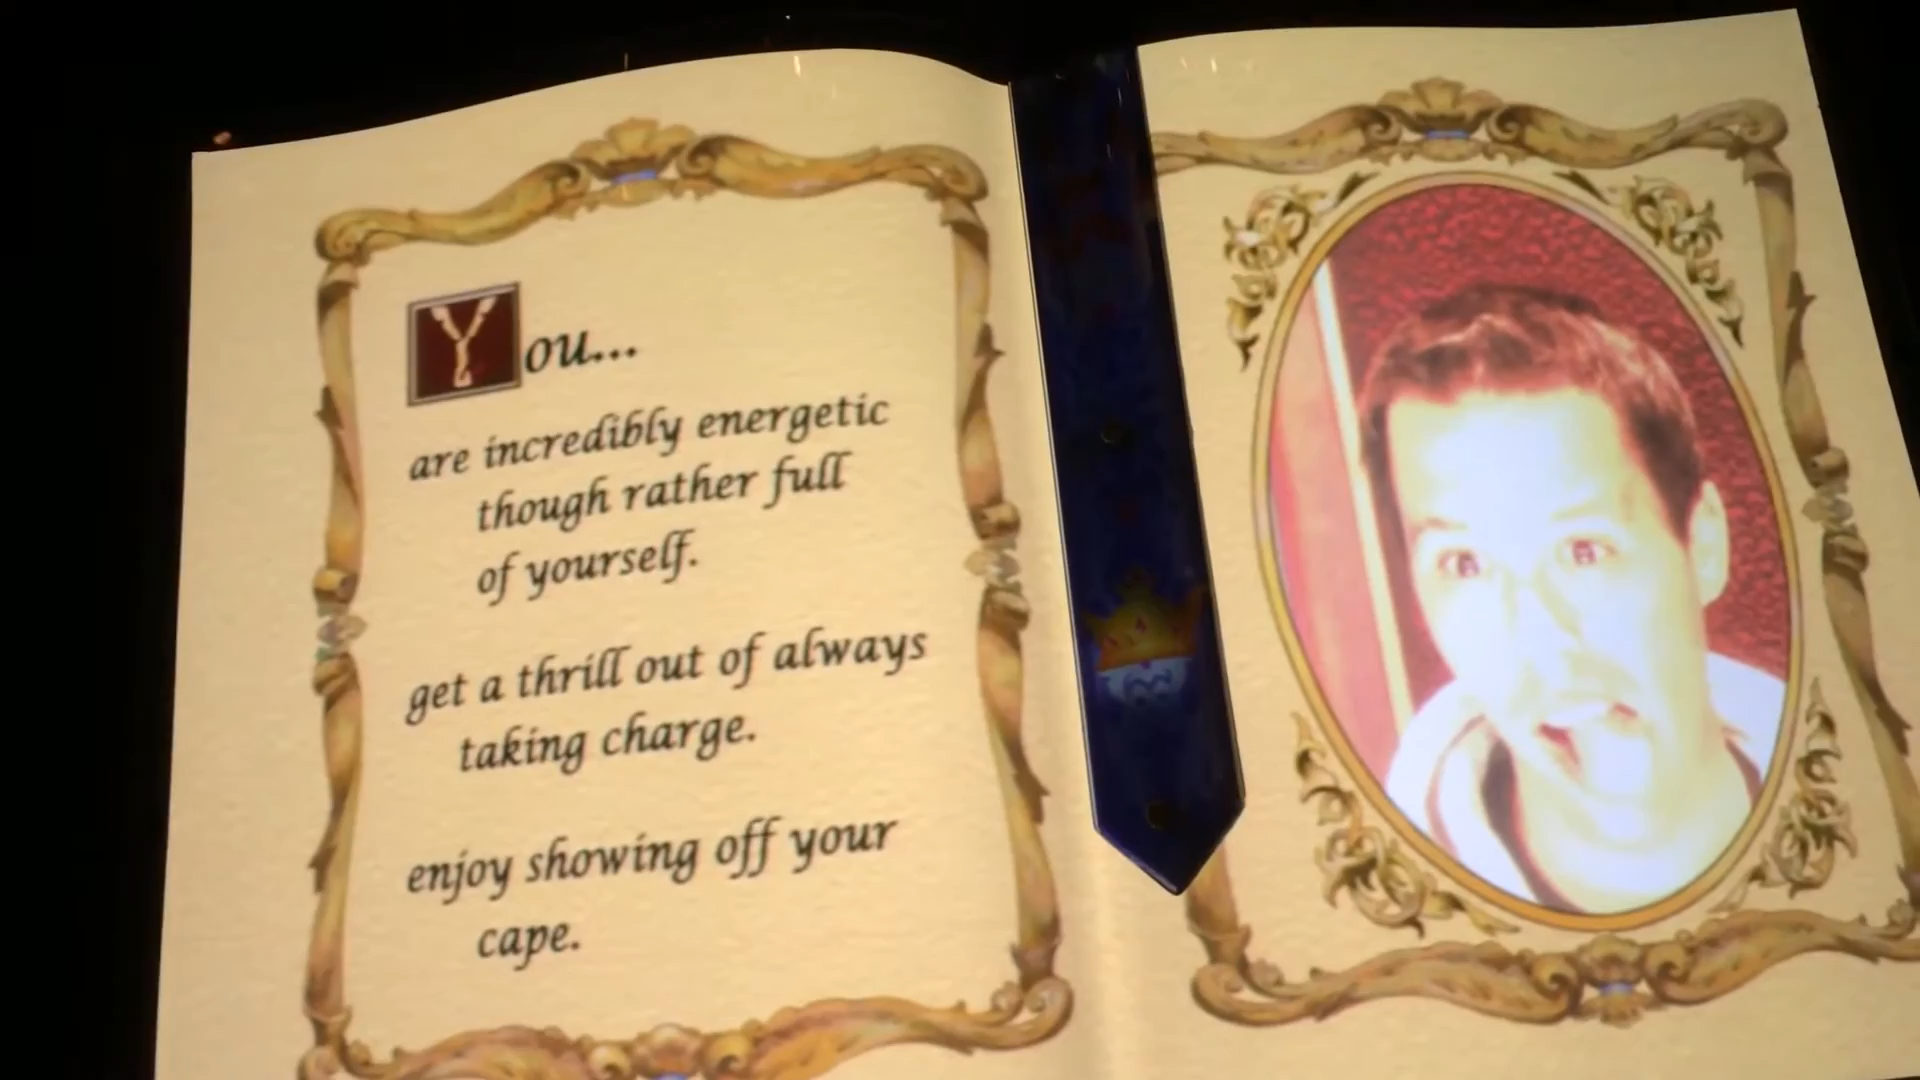 You...
are incredibly energetic
though rather full
of yourself.
get a thrill out of always
taking charge.
enjoy showing off your
cape.